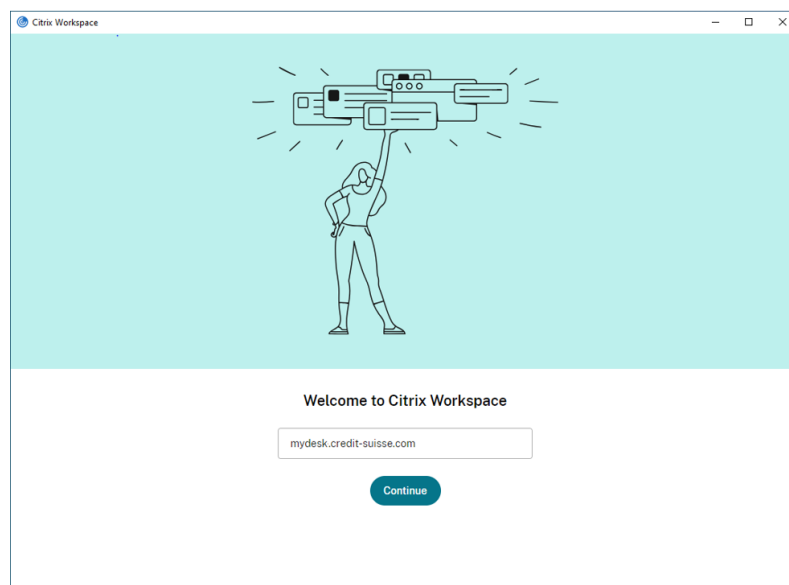 Citrix Workspace
Welcome to Citrix Workspace
mydesk.credit-suisse.com
Continue